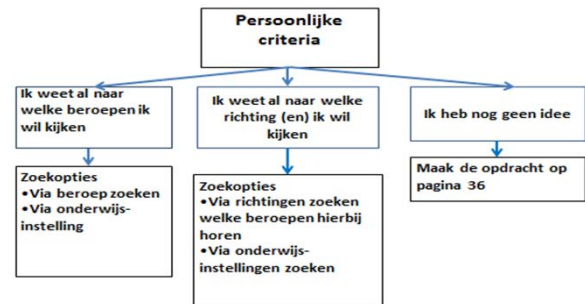 Persoonlijke
criteria
Ik weet al naar
welke beroepen ik
wil kijken
Ik weet al naar welke
richting (en) ik wil
kijken
Ik heb nog geen idee
Zoekopties
•Via beroep zoeken
•Via onderwijs-
instelling
Zoekopties
•Via richtingen zoeken
welke beroepen hierbij
horen
•Via onderwijs-
instellingen zoeken
Maak de opdracht op
pagina 36